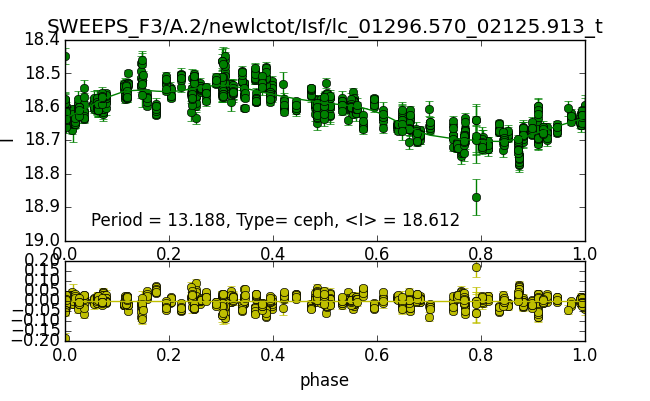 SWEEPS_F3/A.2/newlctot/Isf/lc_01296.570_02125.913_t
18.4
18.5
18.6
18.7
18.8
18.9
19.0
I
Period = 13.188, Type= ceph, <I> = 18.612
0.0 0.2 0.4 0.6 0.8 1.0
0.20
0.15
0.10
0.05
0.00
−0.05
−0.10
−0.15
−0.20
0.0 0.2 0.4 0.6 0.8 1.0
phase